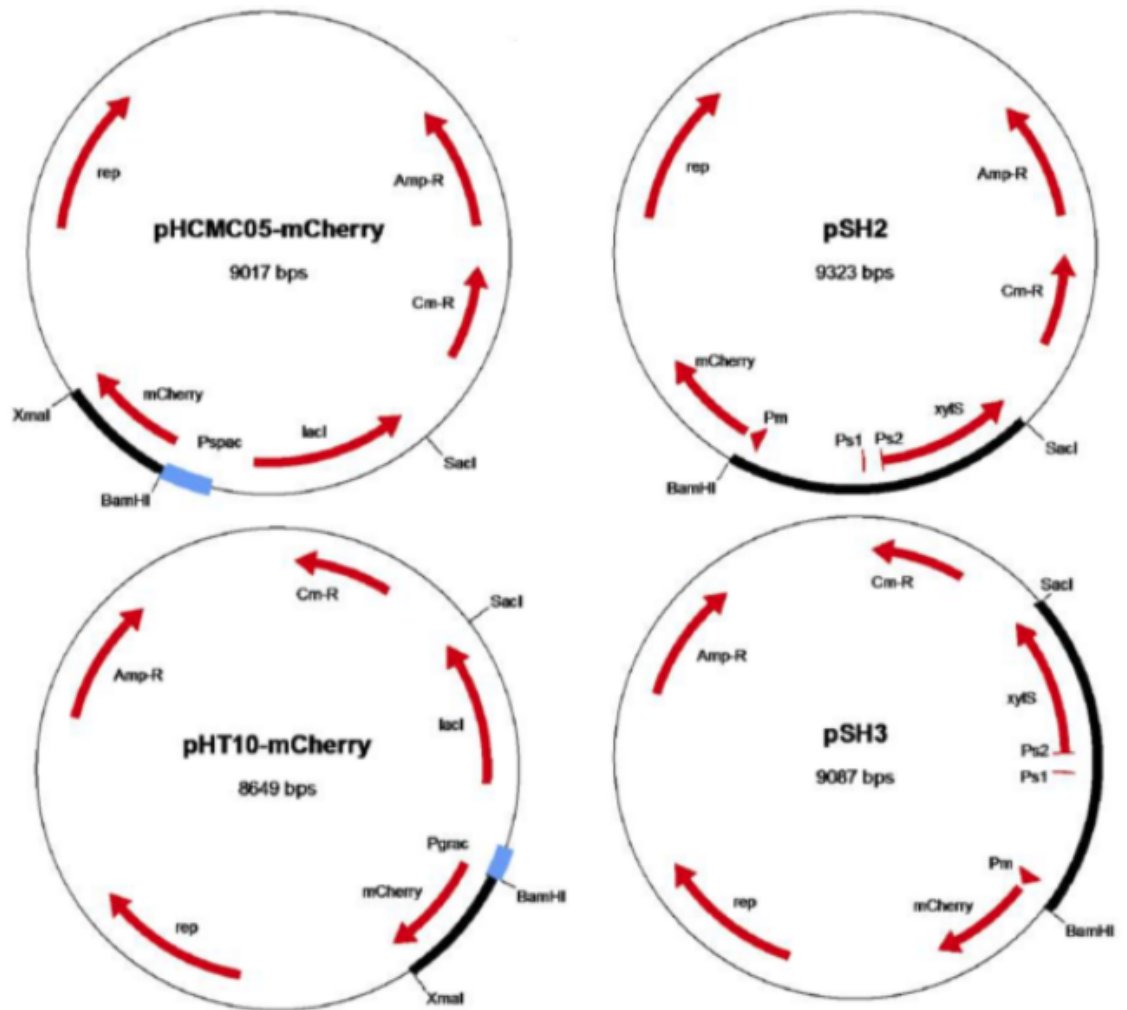 rep
Amp-R
pHCMC05-mCherry
9017 bps
Cm-R
mCherry
XmaI
Pspac
lacI
SacI
BamHI
rep
Amp-R
pSH2
9323 bps
Cm-R
mCherry
Pm
xylS
Ps1
Ps2
SacI
BamHI
Cm-R
SacI
Amp-R
lacI
pHT10-mCherry
8649 bps
Pgrac
mCherry
BamHI
rep
XmaI
Cm-R
SacI
Amp-R
xylS
pSH3
9087 bps
Ps2
Ps1
Pm
mCherry
rep
BamHI